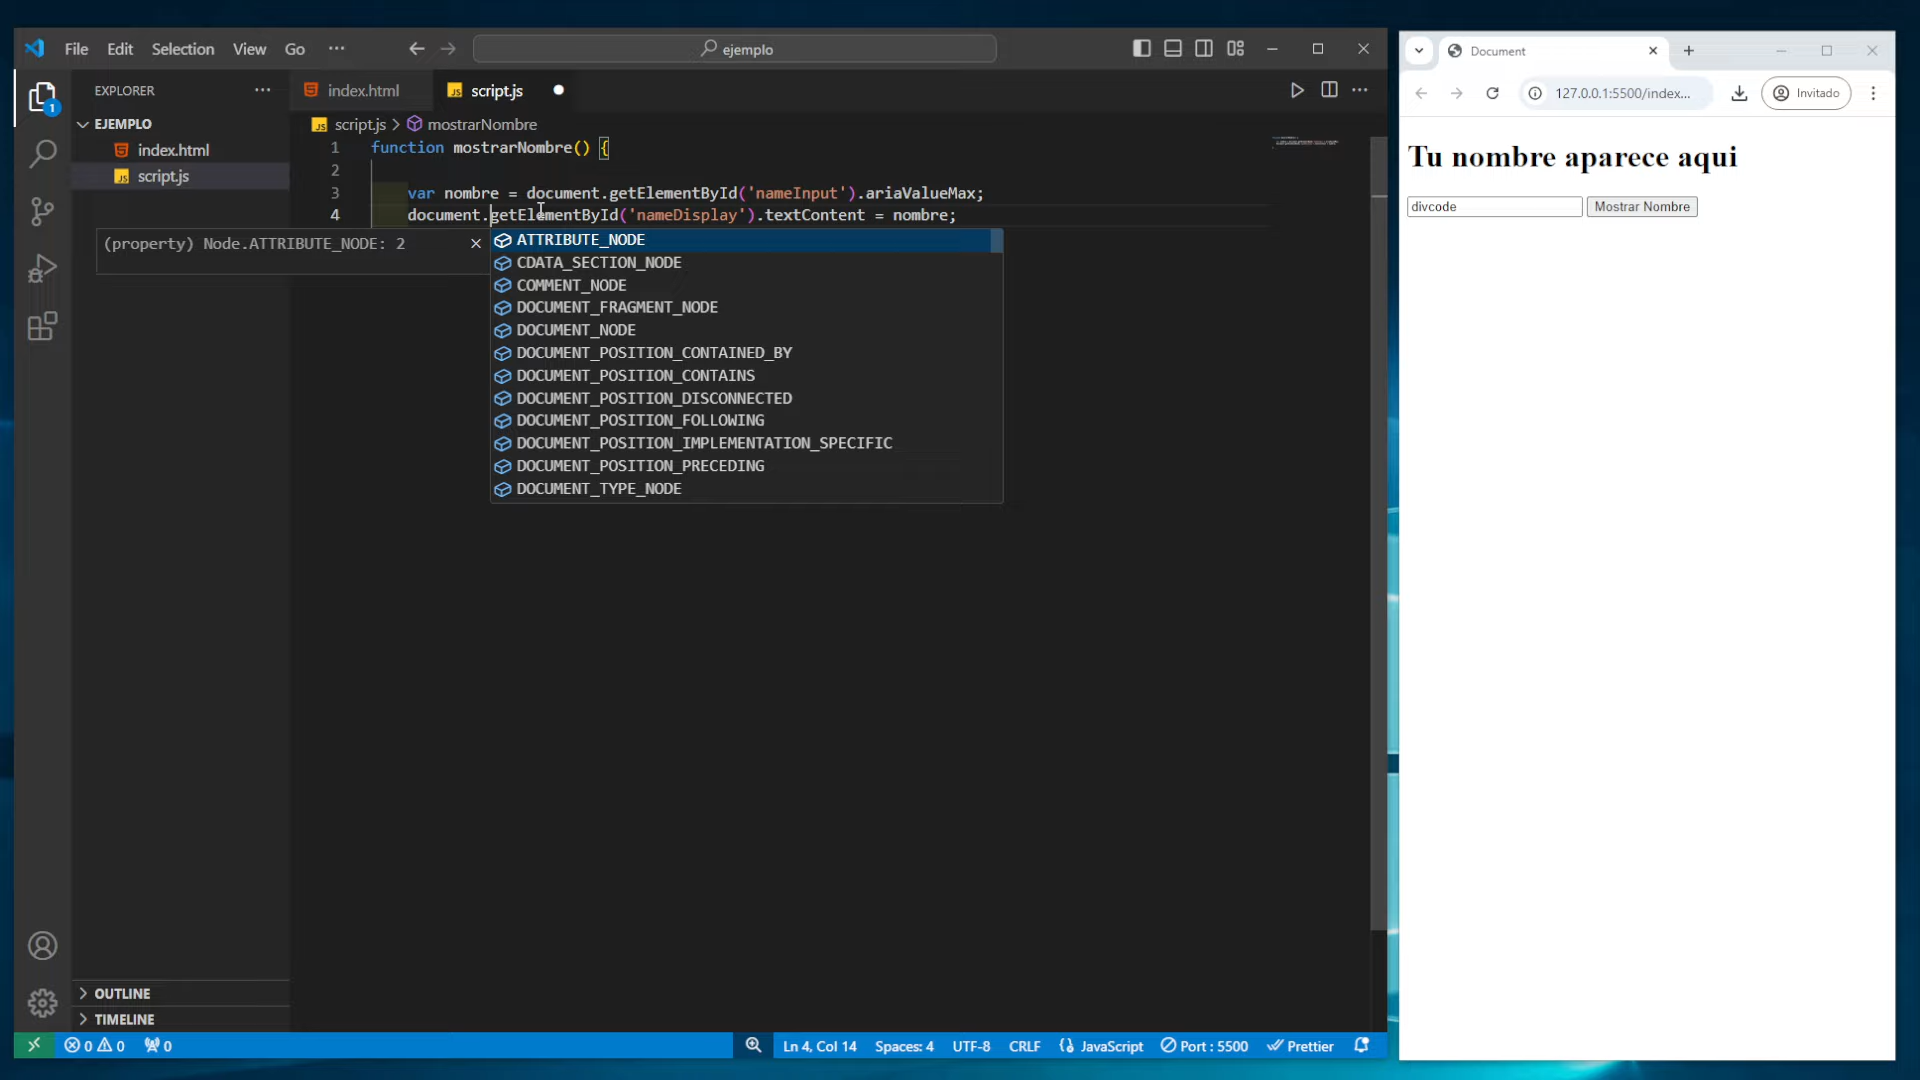 File Edit Selection View Go ···
ejemplo
EXPLORER ···
EJEMPLO
index.html
script.js
index.html
JS script.js
JS script.js > mostrarNombre
1 function mostrarNombre() {
2
3 var nombre = document.getElementById('nameInput').ariaValueMax;
4 document.getElementById('nameDisplay').textContent = nombre;
(property) Node.ATTRIBUTE_NODE: 2
ATTRIBUTE_NODE
CDATA_SECTION_NODE
COMMENT_NODE
DOCUMENT_FRAGMENT_NODE
DOCUMENT_NODE
DOCUMENT_POSITION_CONTAINED_BY
DOCUMENT_POSITION_CONTAINS
DOCUMENT_POSITION_DISCONNECTED
DOCUMENT_POSITION_FOLLOWING
DOCUMENT_POSITION_IMPLEMENTATION_SPECIFIC
DOCUMENT_POSITION_PRECEDING
DOCUMENT_TYPE_NODE
OUTLINE
TIMELINE
0 0 0 Ln 4, Col 14 Spaces: 4 UTF-8 CRLF JavaScript Port : 5500 Prettier
Document
127.0.0.1:5500/index... Invitado
Tu nombre aparece aqui
divcode Mostrar Nombre